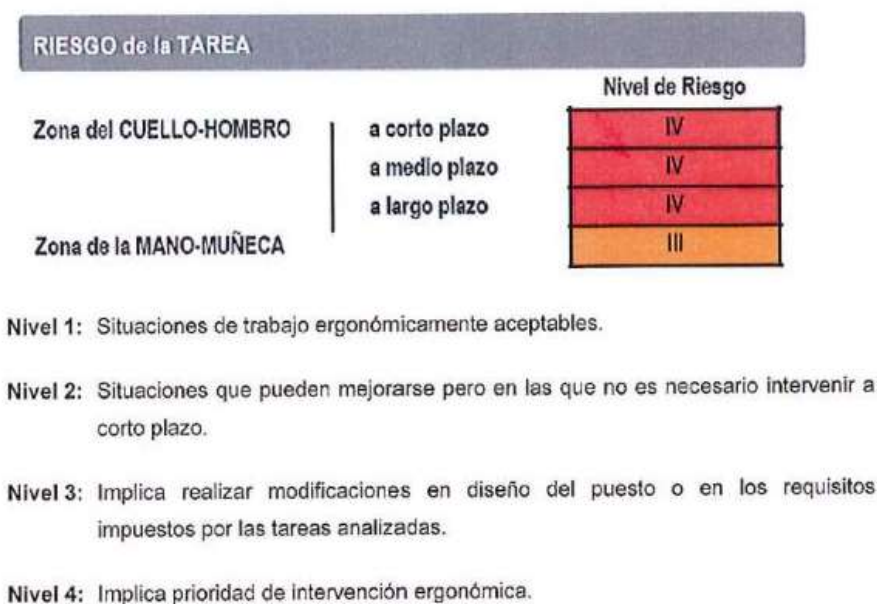 RIESGO de la TAREA
Nivel de Riesgo
Zona del CUELLO-HOMBRO a corto plazo IV
a medio plazo IV
a largo plazo IV
Zona de la MANO-MUÑECA III
Nivel 1: Situaciones de trabajo ergonómicamente aceptables.
Nivel 2: Situaciones que pueden mejorarse pero en las que no es necesario intervenir a
corto plazo.
Nivel 3: Implica realizar modificaciones en diseño del puesto o en los requisitos
impuestos por las tareas analizadas.
Nivel 4: Implica prioridad de intervención ergonómica.